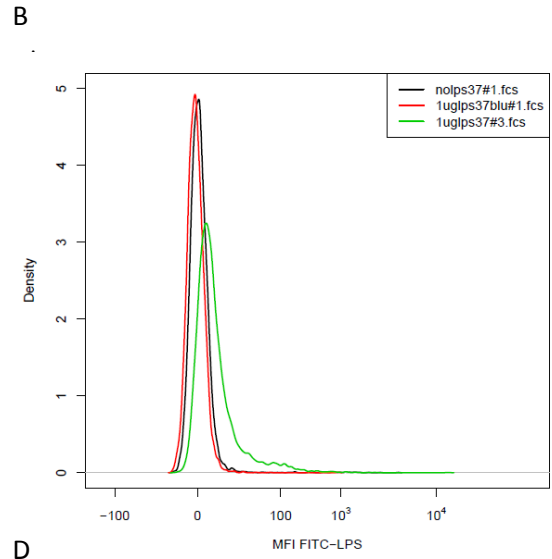 B
nolps37#1.fcs
1uglps37blu#1.fcs
1uglps37#3.fcs
5
4
3
2
1
0
Density
-100 0 100 10³ 10⁴
MFI FITC-LPS
D